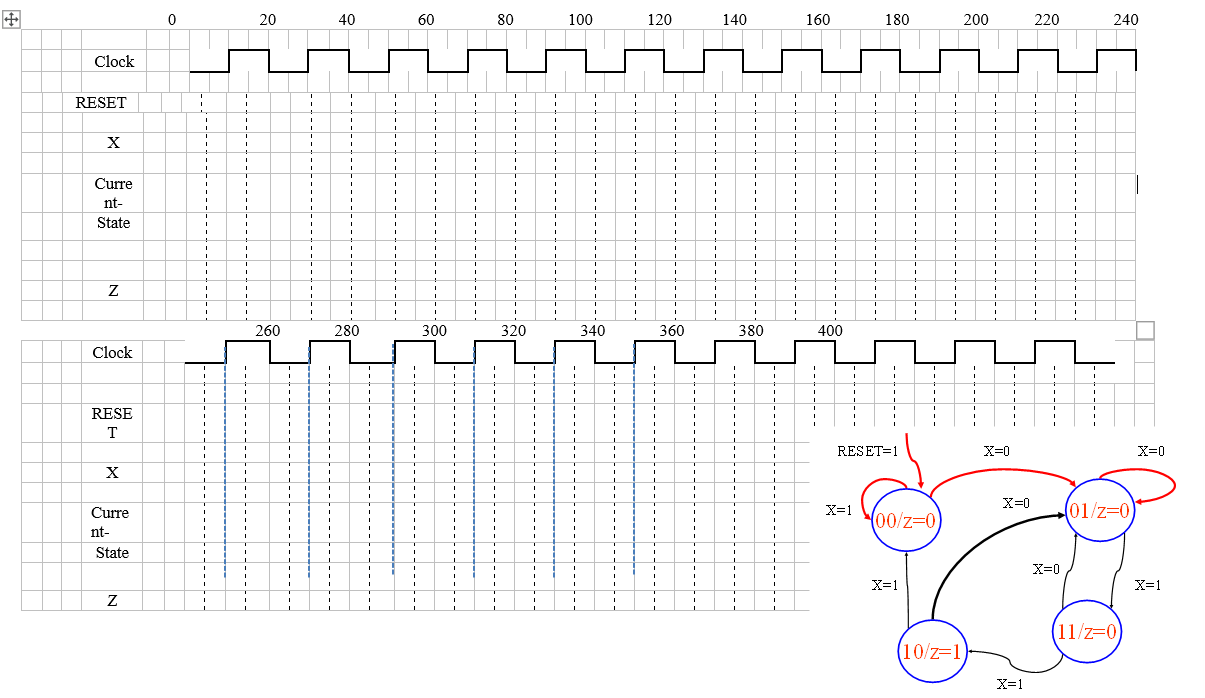 0 20 40 60 80 100 120 140 160 180 200 220 240
Clock
RESET
X
Curre
nt-
State
Z
260 280 300 320 340 360 380 400
Clock
RESE
T
X
Curre
nt-
State
Z
RESET=1 X=0 X=0
X=1 00/z=0 X=0 01/z=0
X=1 X=0 X=1
10/z=1 11/z=0
X=1